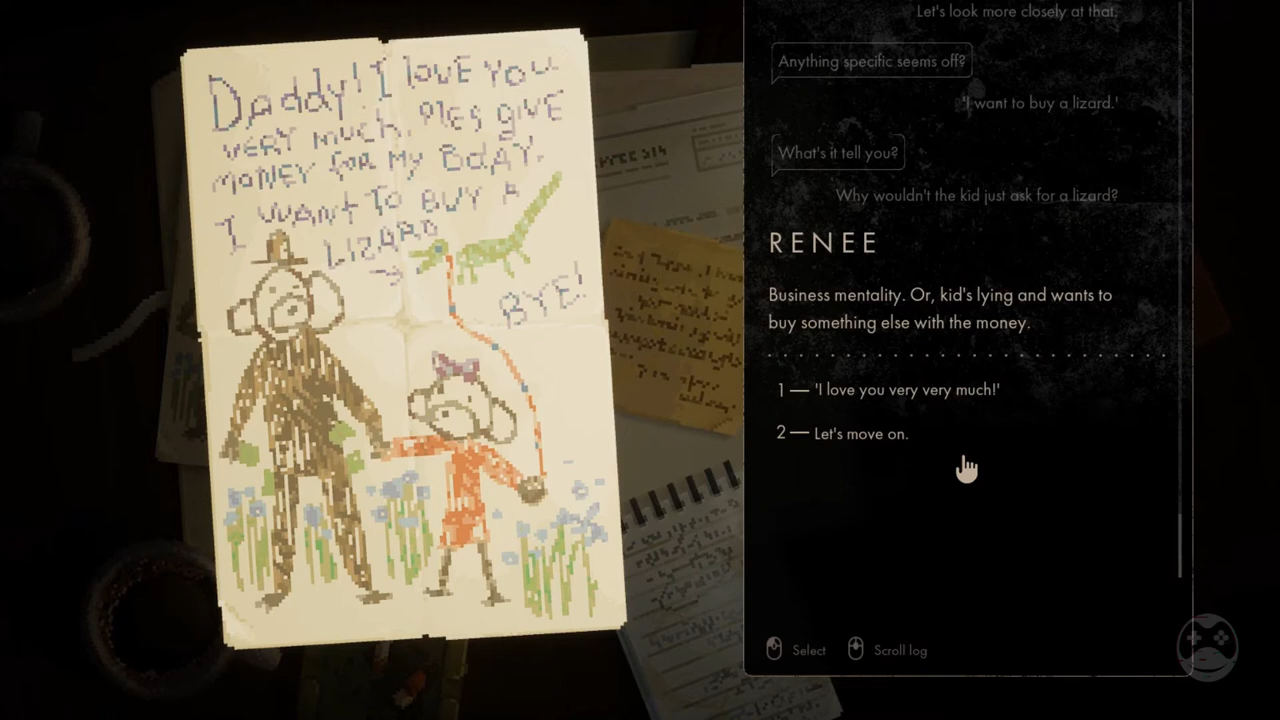 Daddy! I lovE You
VERY much. PlEs givE
MoNEY foR MY BdAY.
I WANT To BUY A
LIZARD
BYE!
Let's look more closely at that.
Anything specific seems off?
'I want to buy a lizard.'
What's it tell you?
Why wouldn't the kid just ask for a lizard?
RENEE
Business mentality. Or, kid's lying and wants to
buy something else with the money.
1 — 'I love you very very much!'
2 — Let's move on.
Select
Scroll log